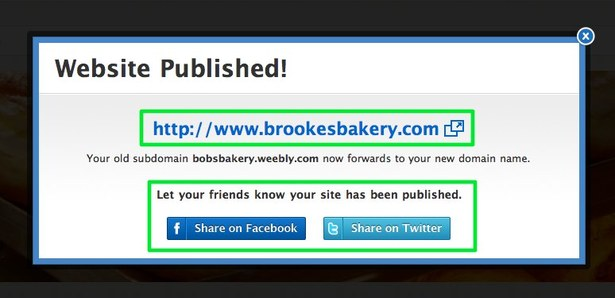 Website Published!
http://www.brookesbakery.com
Your old subdomain bobsbakery.weebly.com now forwards to your new domain name.
Let your friends know your site has been published.
Share on Facebook
Share on Twitter